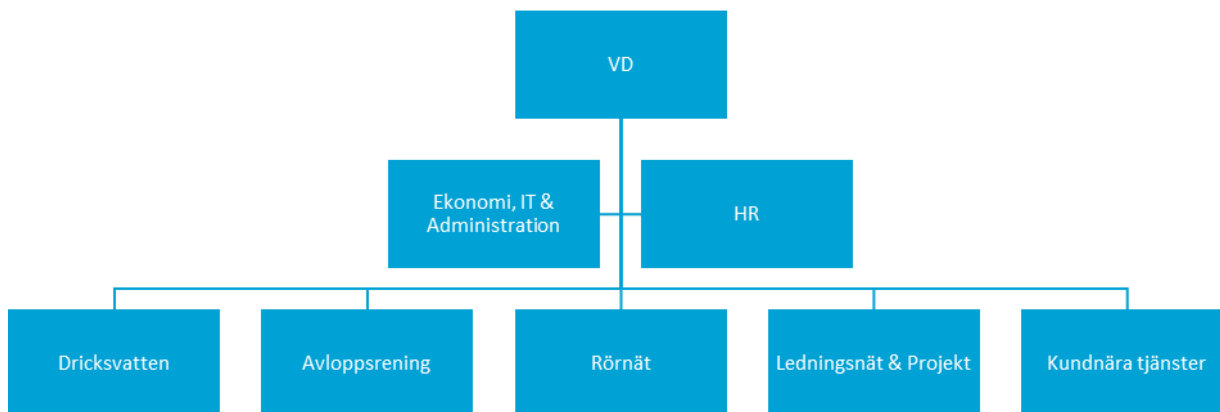 VD
Ekonomi, IT &
Administration
HR
Dricksvatten
Avloppsrening
Rörnät
Ledningsnät & Projekt
Kundnära tjänster